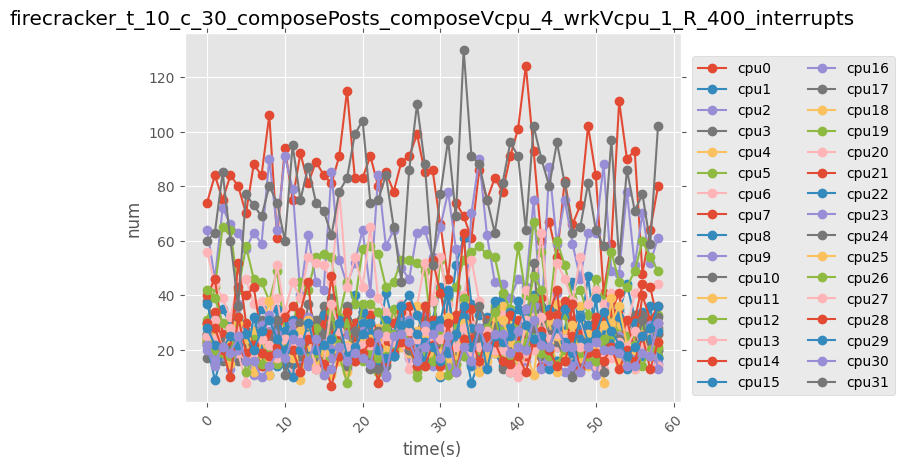 firecracker_t_10_c_30_composePosts_composeVcpu_4_wrkVcpu_1_R_400_interrupts
num
120
100
80
60
40
20
0
10
20
30
40
50
60
time(s)
cpu0
cpu1
cpu2
cpu3
cpu4
cpu5
cpu6
cpu7
cpu8
cpu9
cpu10
cpu11
cpu12
cpu13
cpu14
cpu15
cpu16
cpu17
cpu18
cpu19
cpu20
cpu21
cpu22
cpu23
cpu24
cpu25
cpu26
cpu27
cpu28
cpu29
cpu30
cpu31